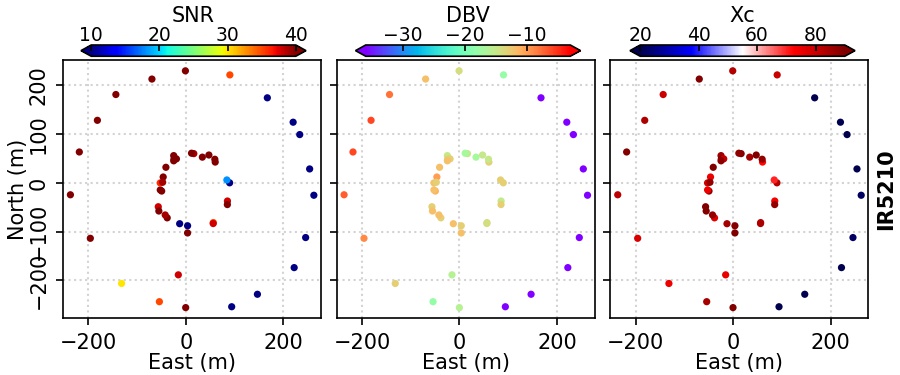 SNR DBV Xc
10 20 30 40 −30 −20 −10 20 40 60 80
200
100
0
−100
−200
North (m)
−200 0 200 −200 0 200 −200 0 200
East (m) East (m) East (m)
IR5210